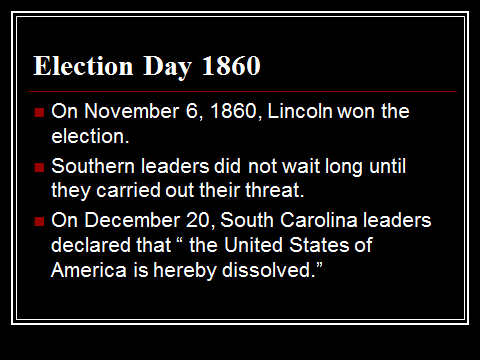 Election Day 1860
On November 6, 1860, Lincoln won the
election.
Southern leaders did not wait long until
they carried out their threat.
On December 20, South Carolina leaders
declared that “ the United States of
America is hereby dissolved.”